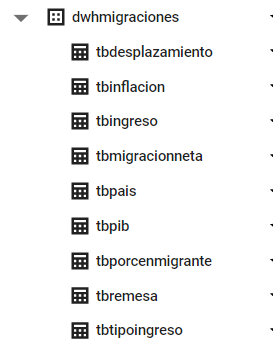 dwhmigraciones
tbdesplazamiento
tbinflacion
tbingreso
tbmigracionneta
tbpais
tbpib
tbporcenmigrante
tbremesa
tbtipoingreso